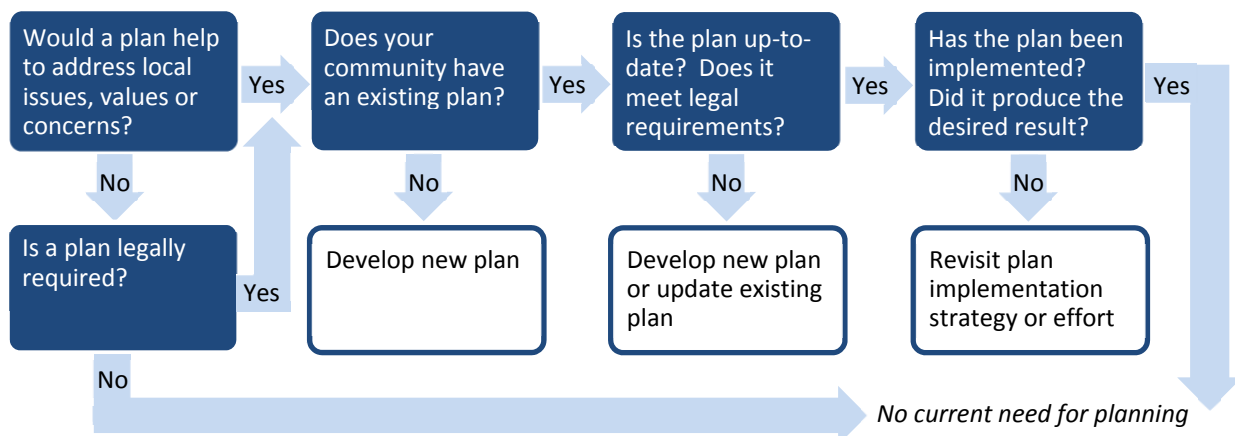 Would a plan help
to address local
issues, values or
concerns?
Yes
Does your
community have
an existing plan?
Yes
Is the plan up-to-
date?  Does it
meet legal
requirements?
Yes
Has the plan been
implemented?
Did it produce the
desired result?
Yes
No
No
No
No
Is a plan legally
required?
Yes
Develop new plan
Develop new plan
or update existing
plan
Revisit plan
implementation
strategy or effort
No
No current need for planning